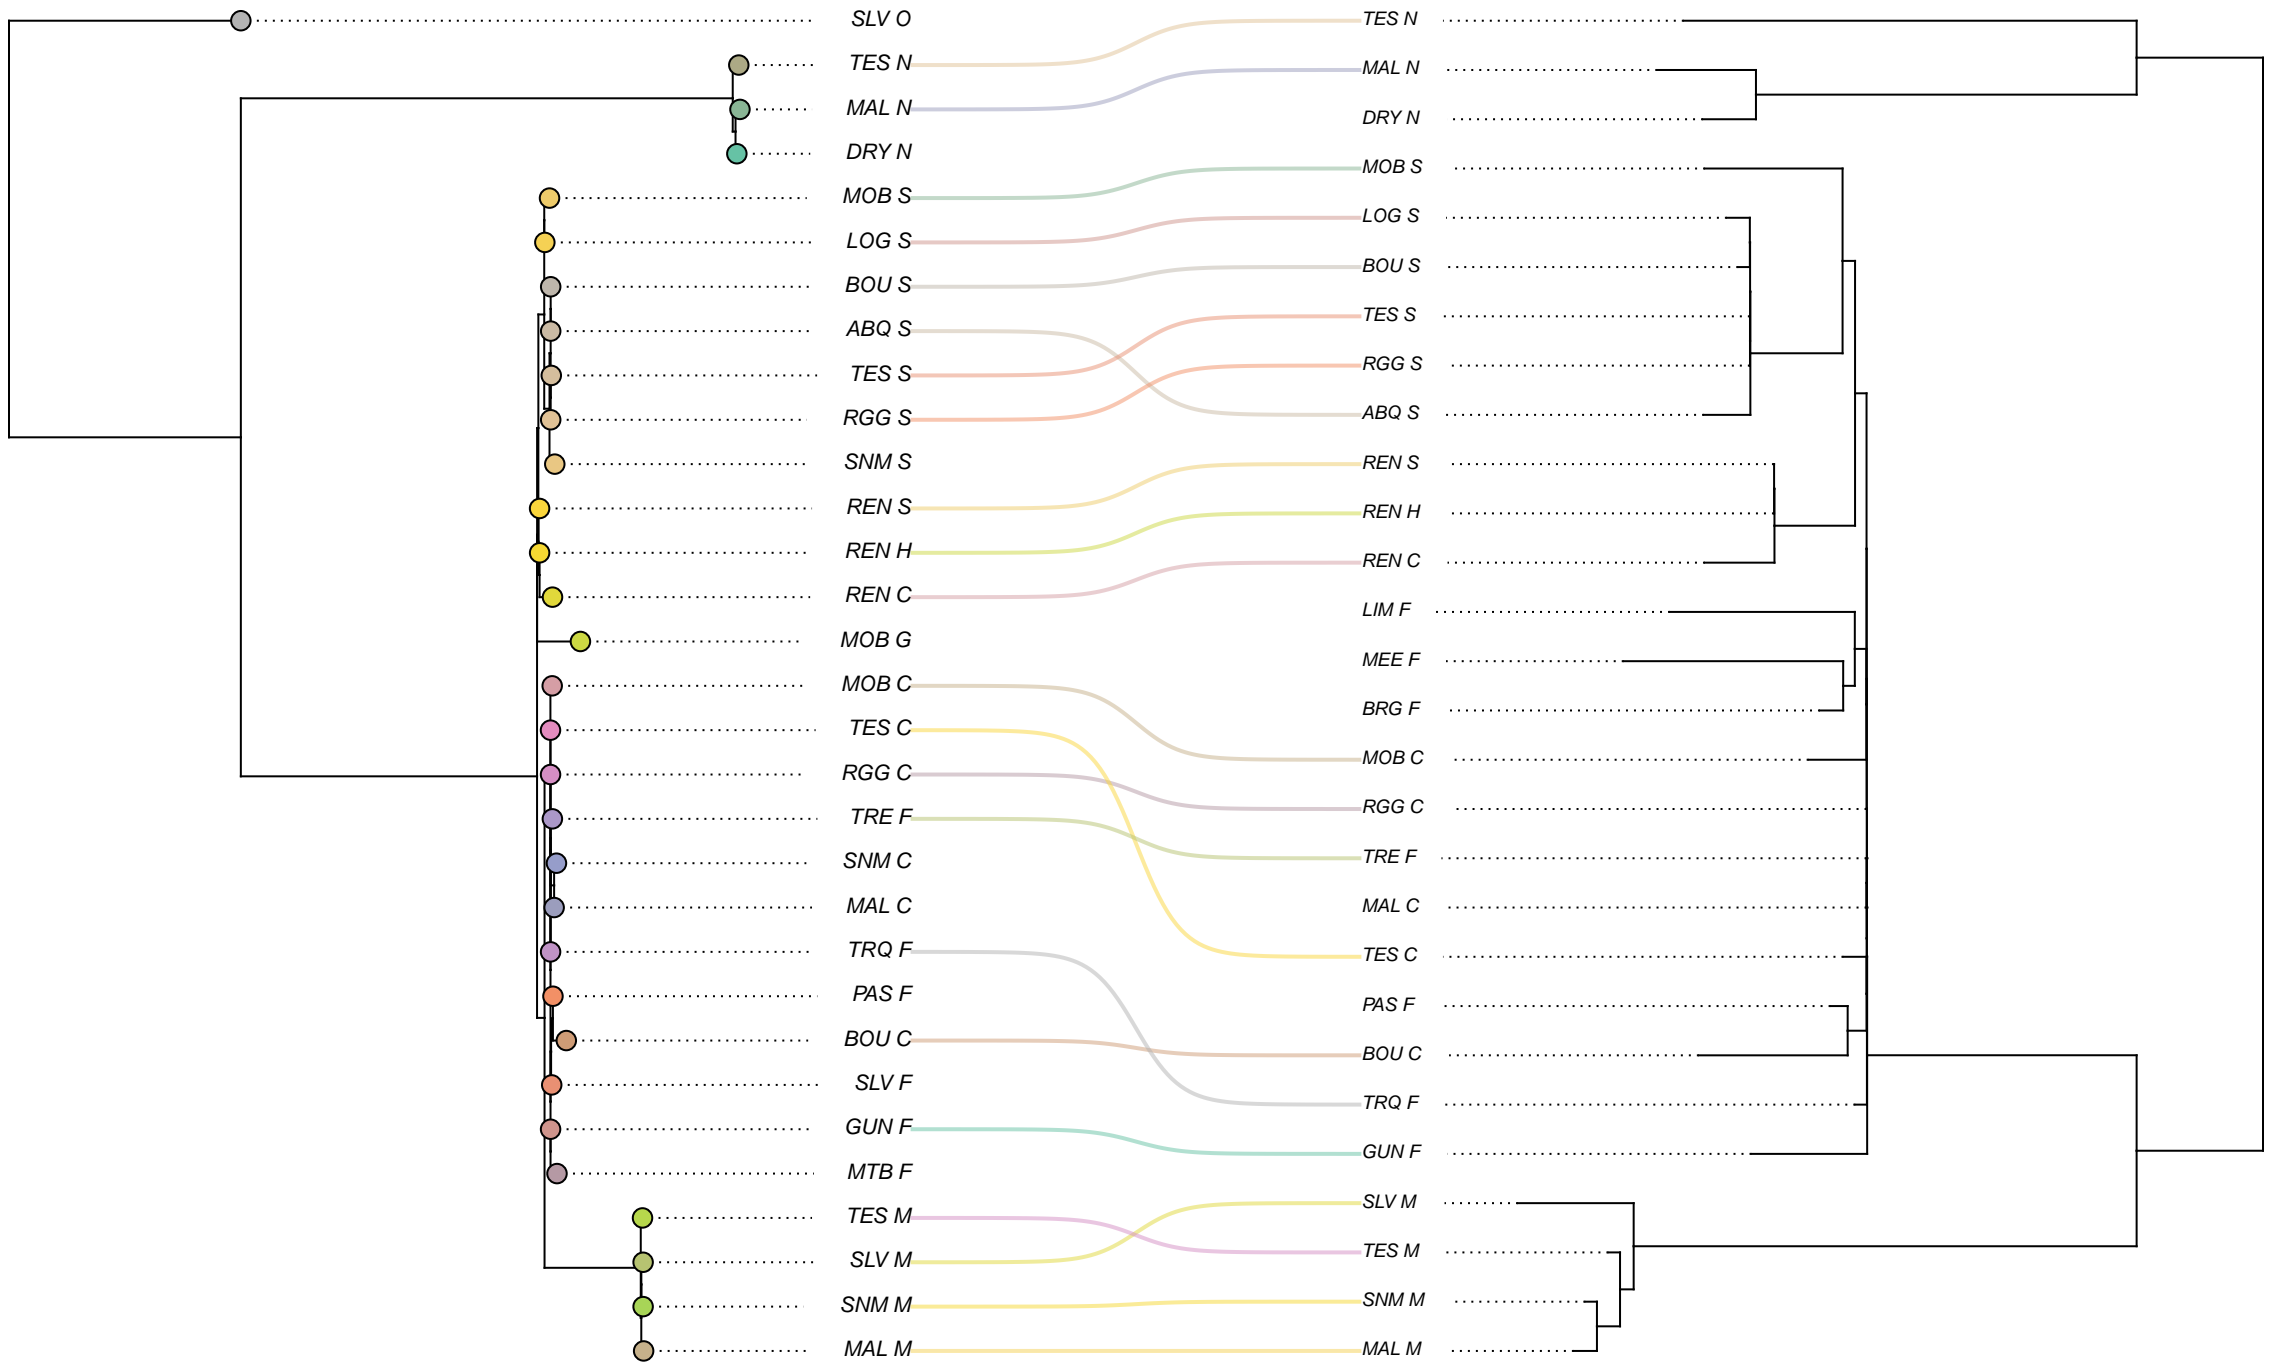 SLV O
TES N
MAL N
DRY N
MOB S
LOG S
BOU S
ABQ S
TES S
RGG S
SNM S
REN S
REN H
REN C
MOB G
MOB C
TES C
RGG C
TRE F
SNM C
MAL C
TRQ F
PAS F
BOU C
SLV F
GUN F
MTB F
TES M
SLV M
SNM M
MAL M
TES N
MAL N
DRY N
MOB S
LOG S
BOU S
TES S
RGG S
ABQ S
REN S
REN H
REN C
LIM F
MEE F
BRG F
MOB C
RGG C
TRE F
MAL C
TES C
PAS F
BOU C
TRQ F
GUN F
SLV M
TES M
SNM M
MAL M